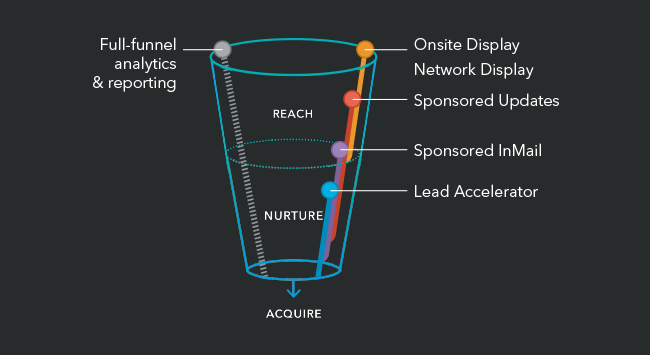 Full-funnel
analytics
& reporting
Onsite Display
Network Display
Sponsored Updates
Sponsored InMail
Lead Accelerator
REACH
NURTURE
ACQUIRE